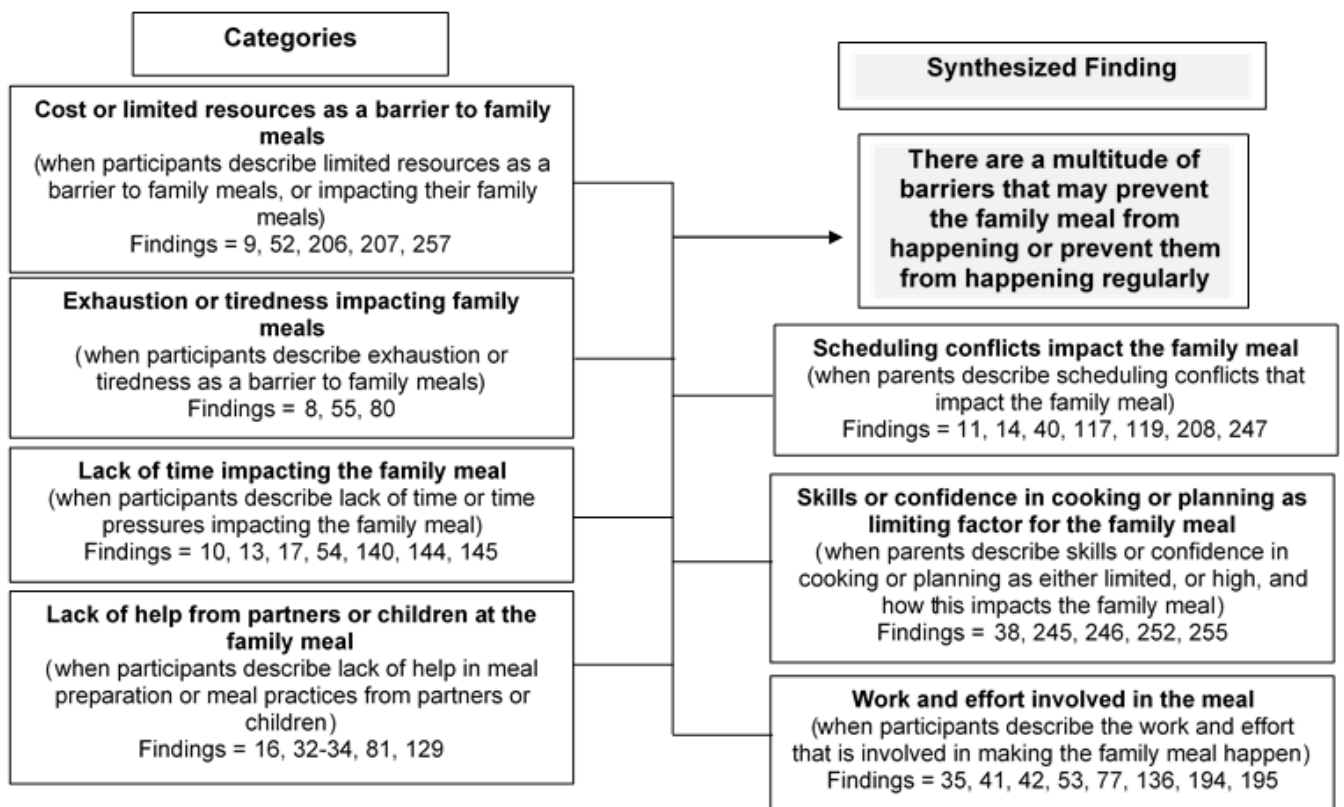 Categories
Cost or limited resources as a barrier to family
meals
(when participants describe limited resources as a
barrier to family meals, or impacting their family
meals)
Findings = 9, 52, 206, 207, 257
Exhaustion or tiredness impacting family
meals
(when participants describe exhaustion or
tiredness as a barrier to family meals)
Findings = 8, 55, 80
Lack of time impacting the family meal
(when participants describe lack of time or time
pressures impacting the family meal)
Findings = 10, 13, 17, 54, 140, 144, 145
Lack of help from partners or children at the
family meal
(when participants describe lack of help in meal
preparation or meal practices from partners or
children)
Findings = 16, 32-34, 81, 129
Synthesized Finding
There are a multitude of
barriers that may prevent
the family meal from
happening or prevent them
from happening regularly
Scheduling conflicts impact the family meal
(when parents describe scheduling conflicts that
impact the family meal)
Findings = 11, 14, 40, 117, 119, 208, 247
Skills or confidence in cooking or planning as
limiting factor for the family meal
(when parents describe skills or confidence in
cooking or planning as either limited, or high, and
how this impacts the family meal)
Findings = 38, 245, 246, 252, 255
Work and effort involved in the meal
(when participants describe the work and effort
that is involved in making the family meal happen)
Findings = 35, 41, 42, 53, 77, 136, 194, 195